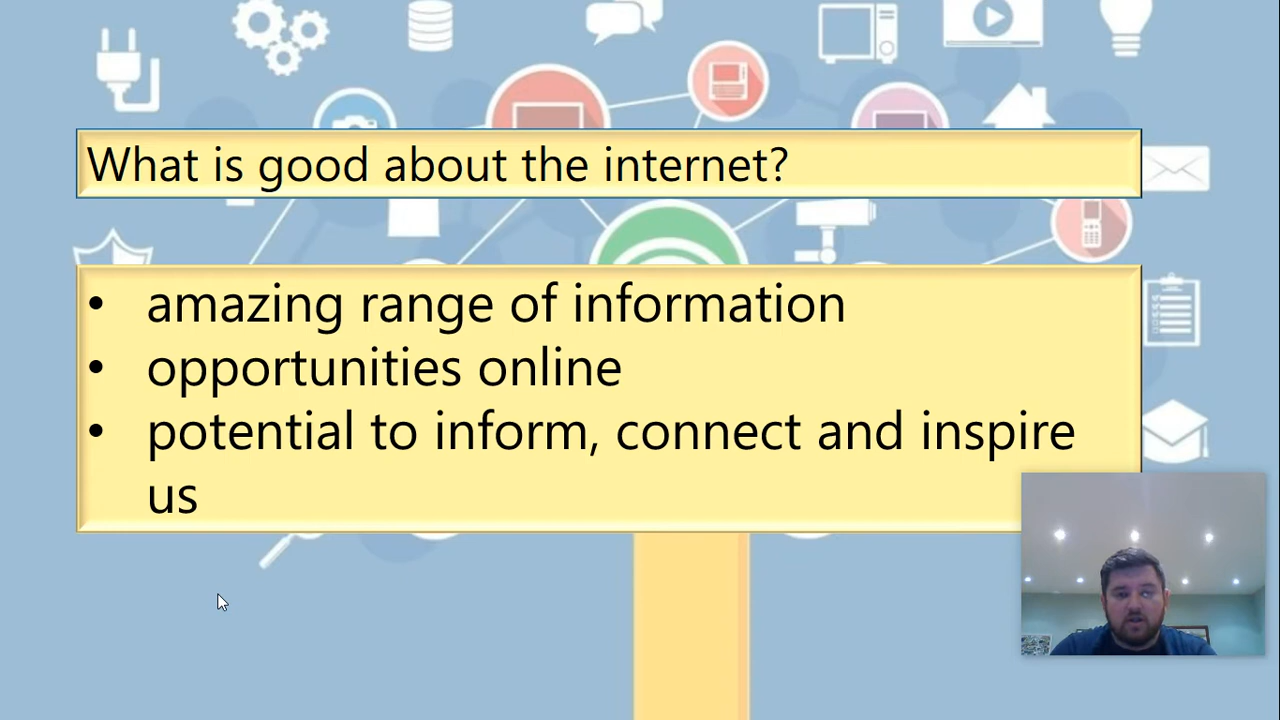 What is good about the internet?
• amazing range of information
• opportunities online
• potential to inform, connect and inspire
us